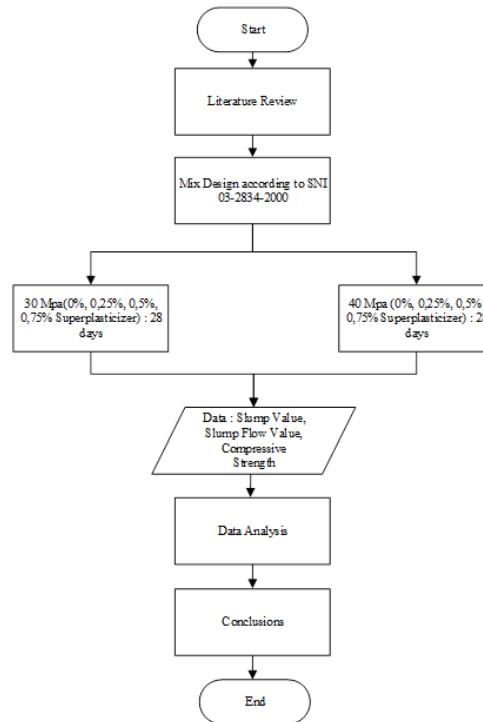 Start
Literature Review
Mix Design according to SNI
03-2834-2000
30 Mpa(0%, 0,25%, 0,5%,
0,75% Superplasticizer) : 28
days
40 Mpa (0%, 0,25%, 0,5%
0,75% Superplasticizer) : 28
days
Data : Slump Value,
Slump Flow Value,
Compressive
Strength
Data Analysis
Conclusions
End